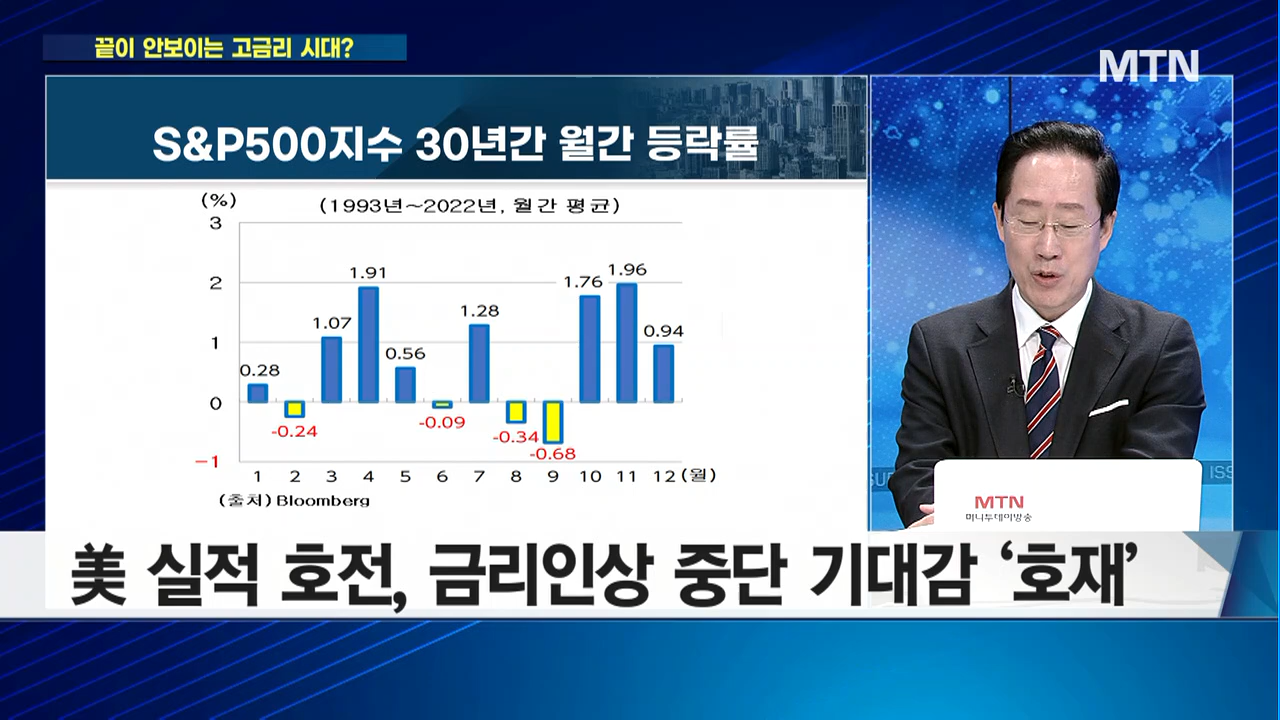 끝이 안보이는 고금리 시대?
MTN
S&P500지수 30년간 월간 등락률
(%)
(1993년~2022년, 월간 평균)
3
2
1
0
-1
0.28
-0.24
1.07
1.91
0.56
-0.09
1.28
-0.34
-0.68
1.76
1.96
0.94
1 2 3 4 5 6 7 8 9 10 11 12 (월)
(출처) Bloomberg
ISS
MTN
머니투데이방송
美 실적 호전, 금리인상 중단 기대감 ‘호재’